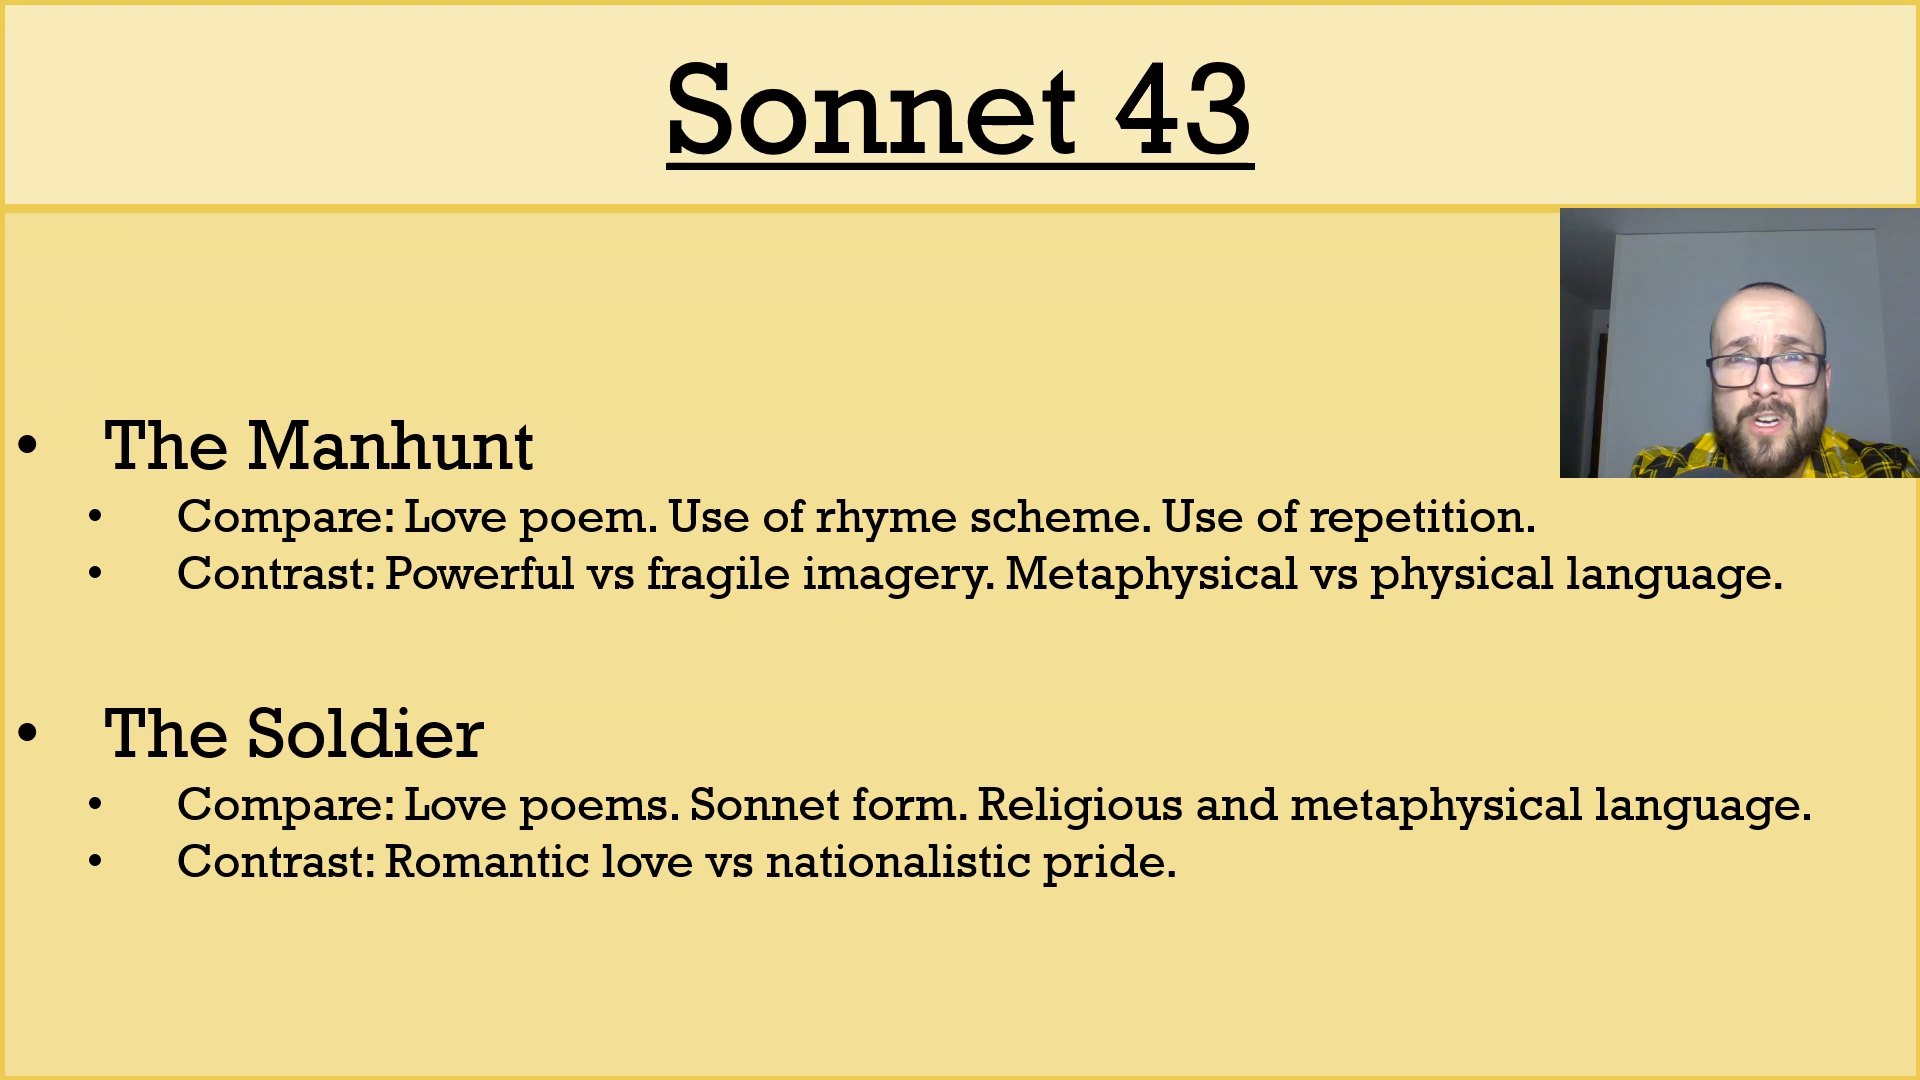 Sonnet 43
• The Manhunt
• Compare: Love poem. Use of rhyme scheme. Use of repetition.
• Contrast: Powerful vs fragile imagery. Metaphysical vs physical language.
• The Soldier
• Compare: Love poems. Sonnet form. Religious and metaphysical language.
• Contrast: Romantic love vs nationalistic pride.